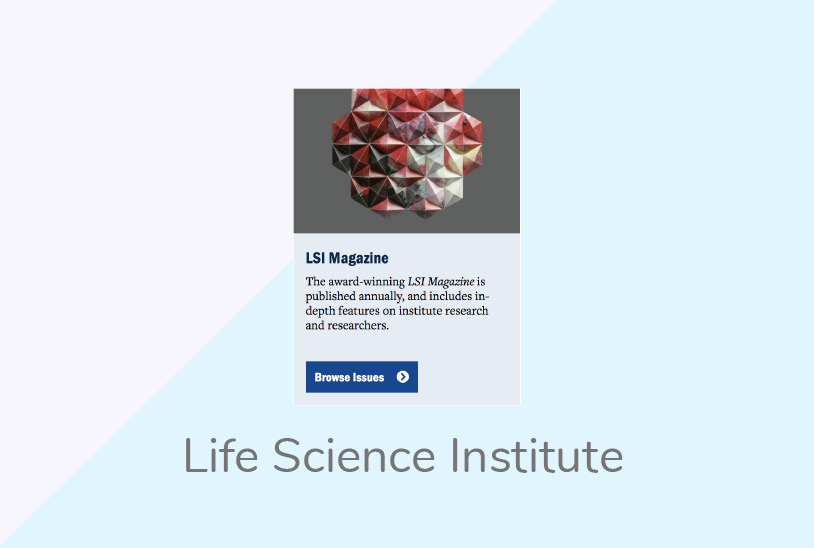 LSI Magazine
The award-winning LSI Magazine is
published annually, and includes in-
depth features on institute research
and researchers.
Browse Issues
Life Science Institute